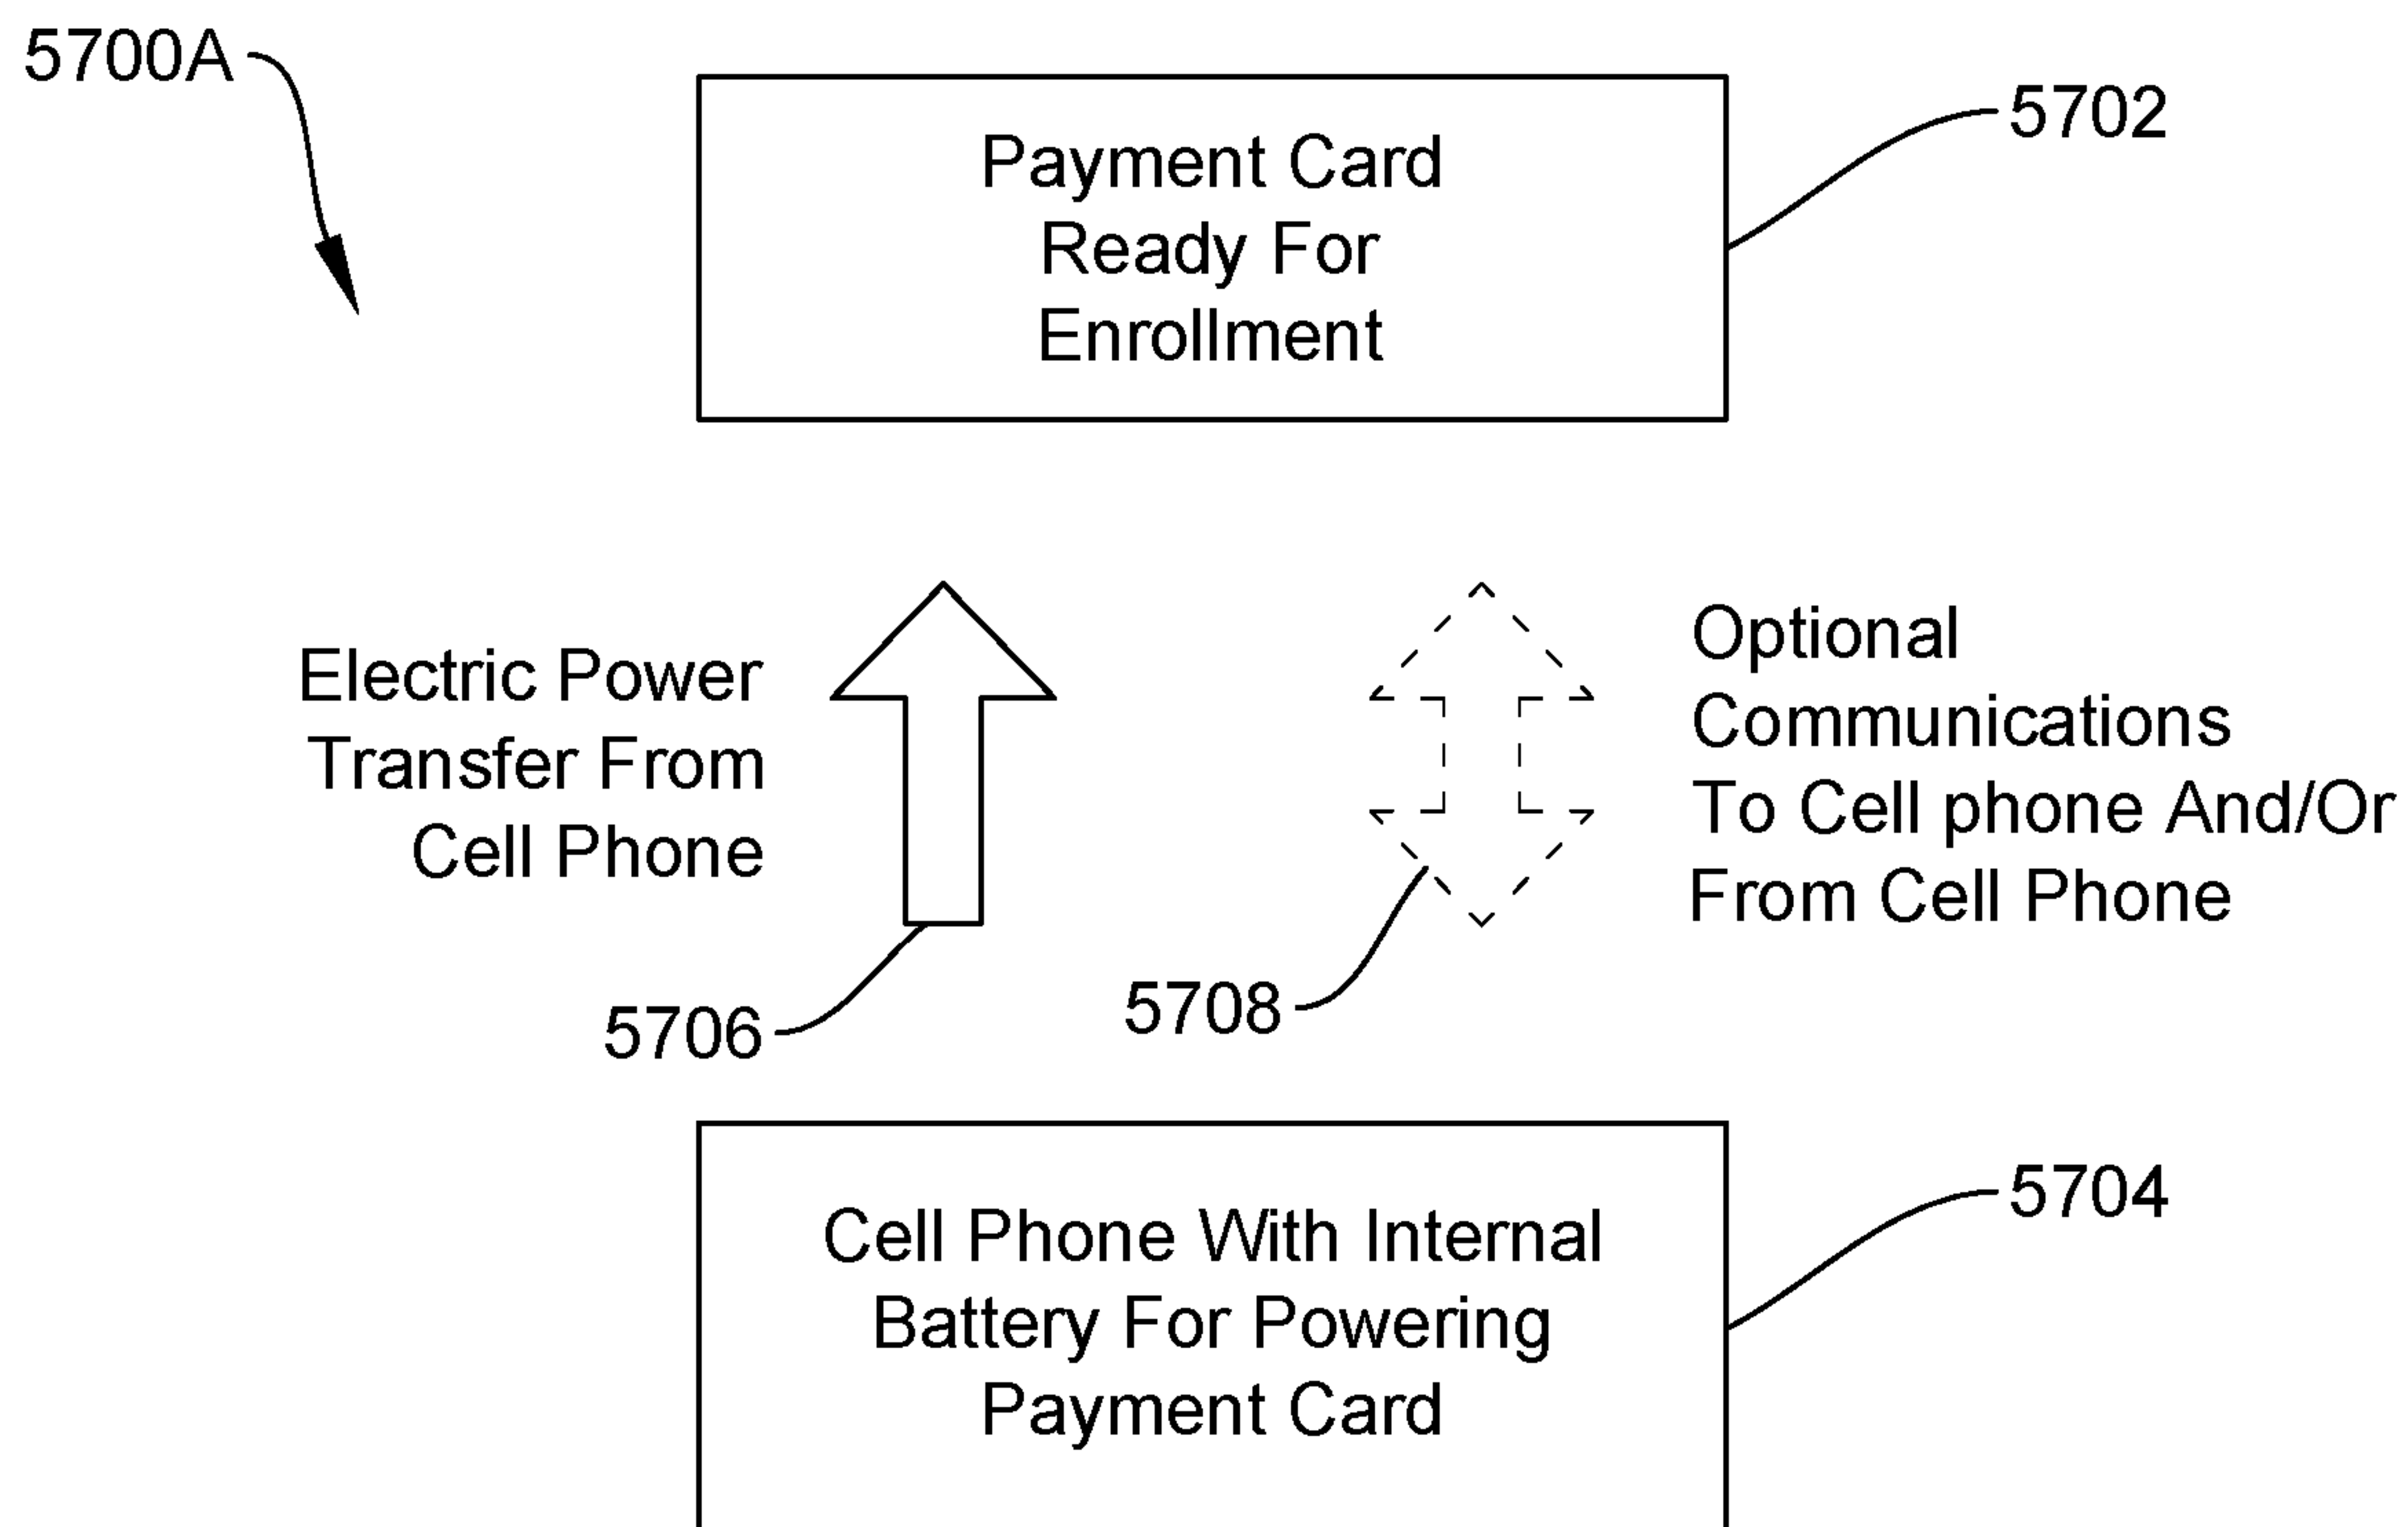 5700A
Payment Card
Ready For
Enrollment
5702
Electric Power
Transfer From
Cell Phone
Optional
Communications
To Cell phone And/Or
From Cell Phone
5706
5708
Cell Phone With Internal
Battery For Powering
Payment Card
5704